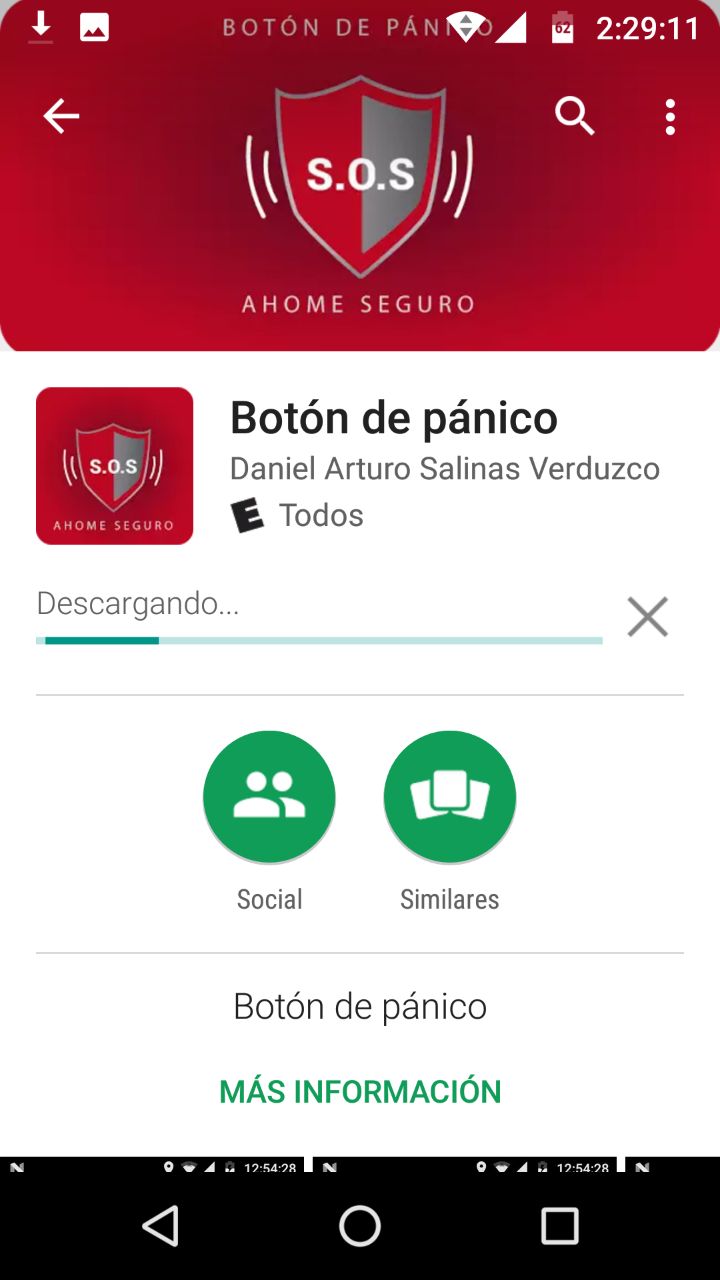 BOTÓN DE PÁNICO
62
2:29:11
S.O.S
AHOME SEGURO
S.O.S
AHOME SEGURO
Botón de pánico
Daniel Arturo Salinas Verduzco
E Todos
Descargando...
Social
Similares
Botón de pánico
MÁS INFORMACIÓN
12:54:28
12:54:28